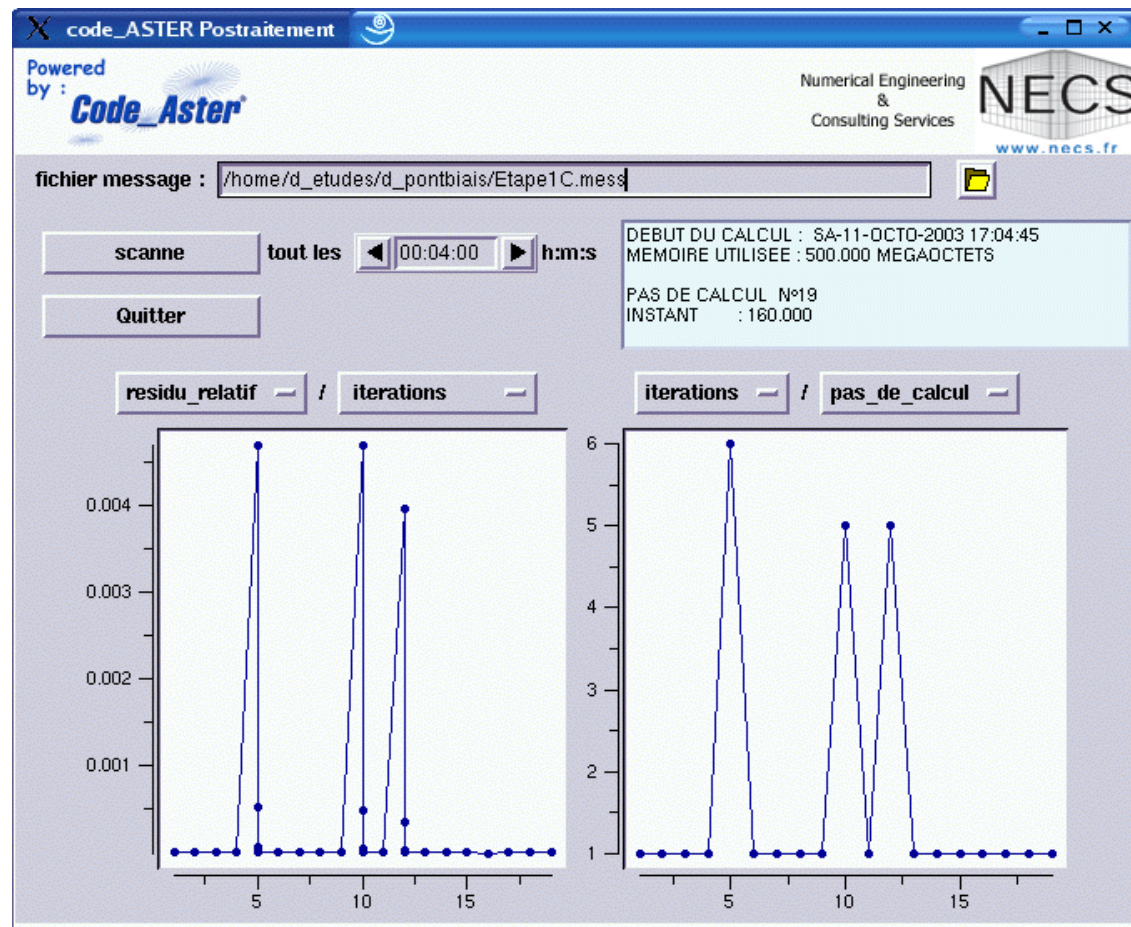 code_ASTER Postraitement
Powered
by :
Code_Aster®
Numerical Engineering
&
Consulting Services
NECS
www.necs.fr
fichier message : /home/d_etudes/d_pontbiais/Etape1C.mess
scanne tout les 00:04:00 h:m:s
Quitter
DEBUT DU CALCUL : SA-11-OCTO-2003 17:04:45
MEMOIRE UTILISEE : 500.000 MEGAOCTETS
PAS DE CALCUL Nº19
INSTANT : 160.000
residu_relatif / iterations
iterations / pas_de_calcul
0.004
0.003
0.002
0.001
5 10 15
6
5
4
3
2
1
5 10 15